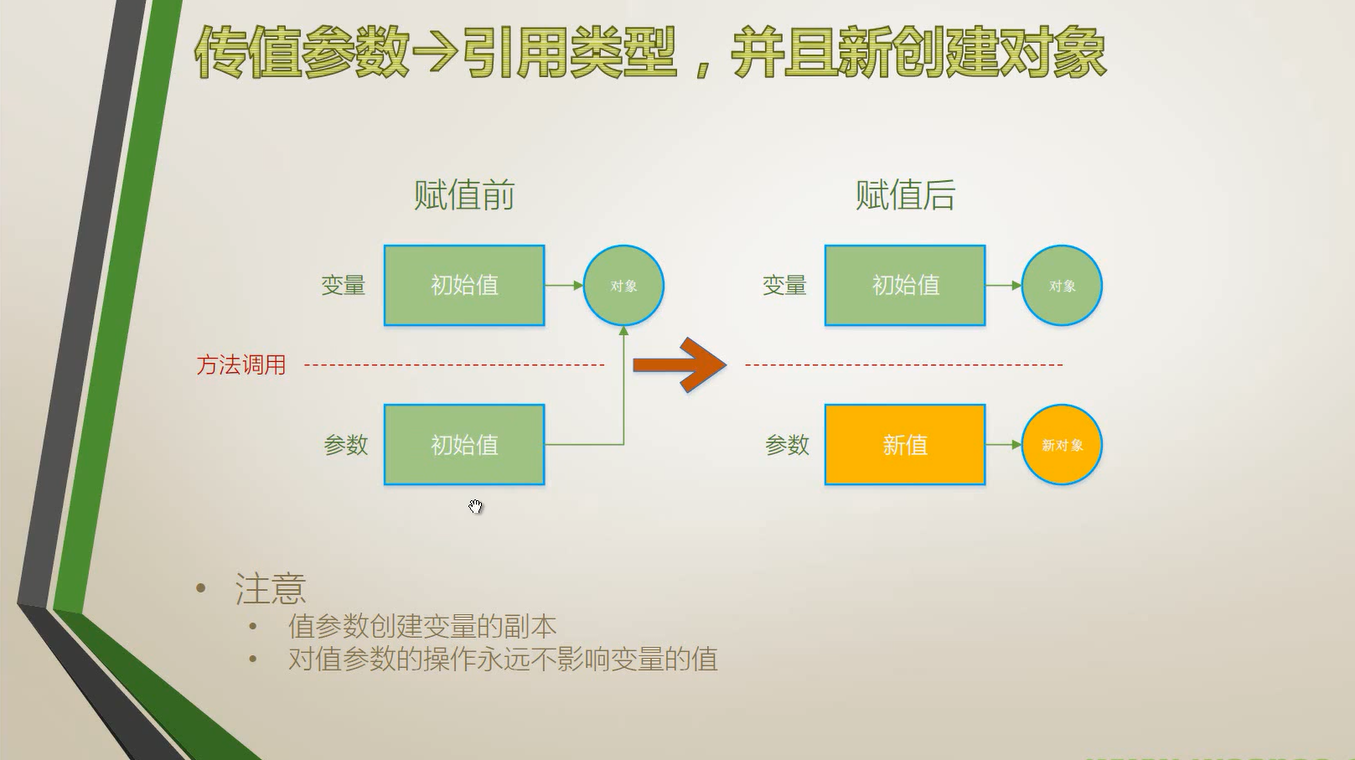 传值参数→引用类型，并且新创建对象
赋值前
赋值后
变量
初始值
对象
变量
初始值
对象
方法调用
参数
初始值
参数
新值
新对象
• 注意
• 值参数创建变量的副本
• 对值参数的操作永远不影响变量的值